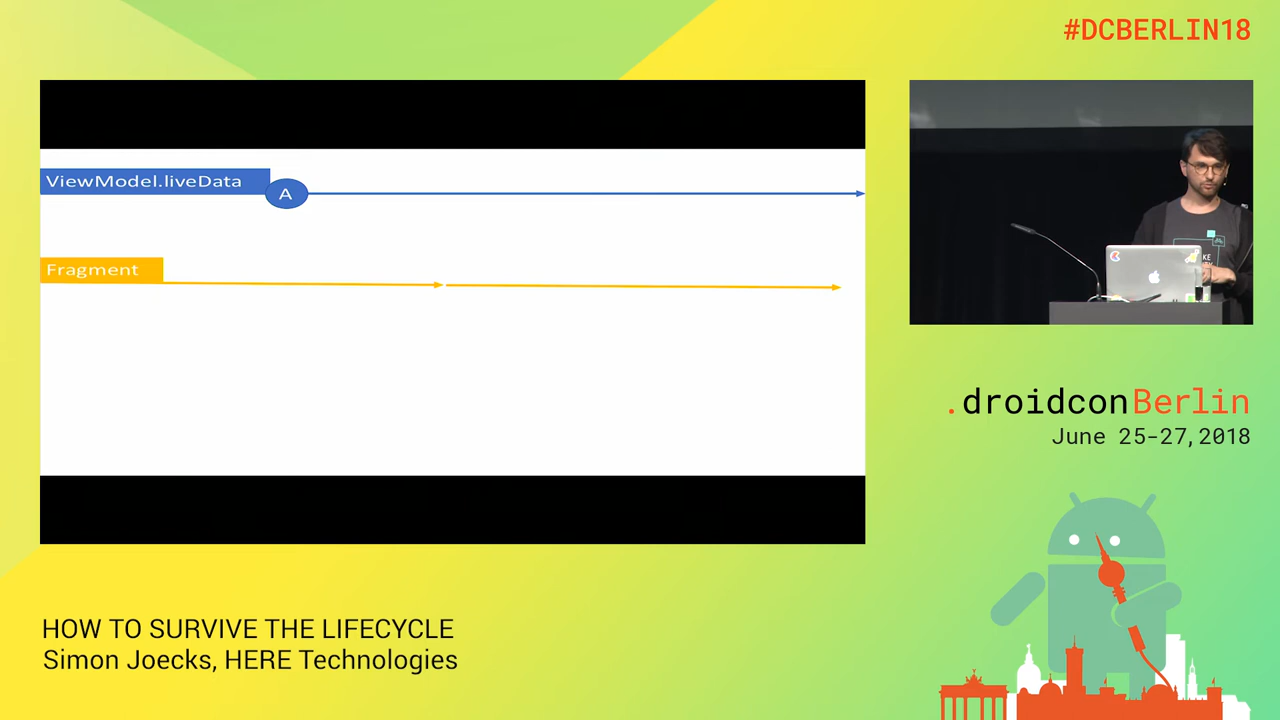 #DCBERLIN18
ViewModel.liveData
A
Fragment
.droidconBerlin
June 25-27,2018
HOW TO SURVIVE THE LIFECYCLE
Simon Joecks, HERE Technologies